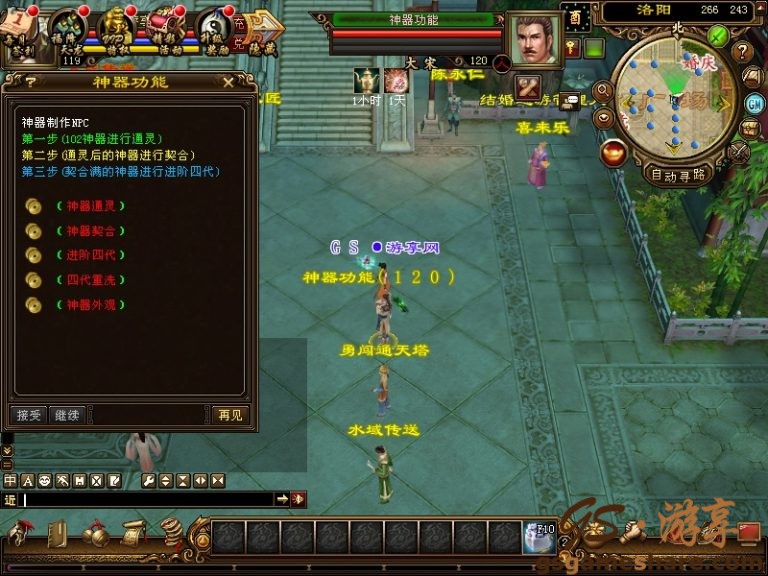 神器功能
酉
洛阳
266 243
北
119
大宋
120
1小时
1天
陈永仁
喜来乐
GM
自动寻路
神器功能
神器制作NPC
第一步(102神器进行通灵)
第二步(通灵后的神器进行契合)
第三步(契合满的神器进行进阶四代)
(神器通灵)
(神器契合)
(进阶四代)
(四代重洗)
(神器外观)
接受
继续
再见
GS●游享网
神器功能(120)
勇闯通天塔
水域传送
近
F10
GS 游享